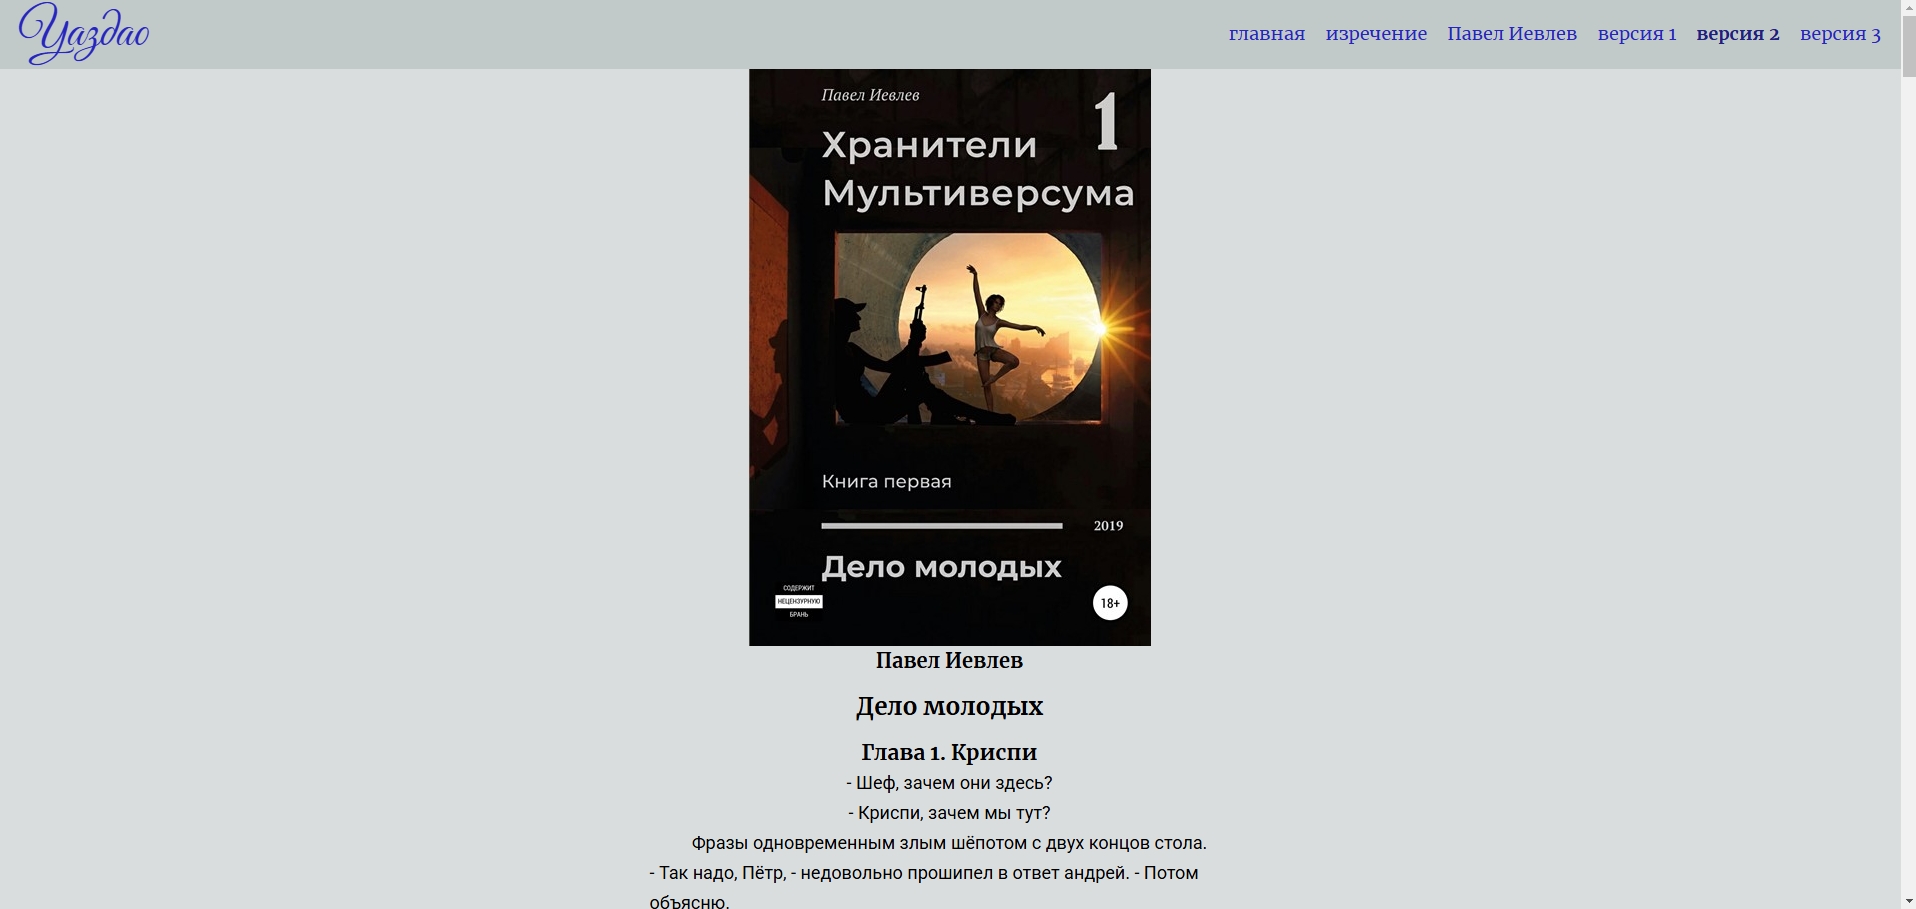 Уаздао
главная изречение Павел Иевлев версия 1 версия 2 версия 3
Павел Иевлев
1
Хранители
Мультиверсума
Книга первая
2019
Дело молодых
СОДЕРЖИТ
НЕЦЕНЗУРНУЮ
БРАНЬ
18+
Павел Иевлев
Дело молодых
Глава 1. Криспи
- Шеф, зачем они здесь?
- Криспи, зачем мы тут?
Фразы одновременным злым шёпотом с двух концов стола.
- Так надо, Пётр, - недовольно прошипел в ответ андрей. - Потом
объясню.